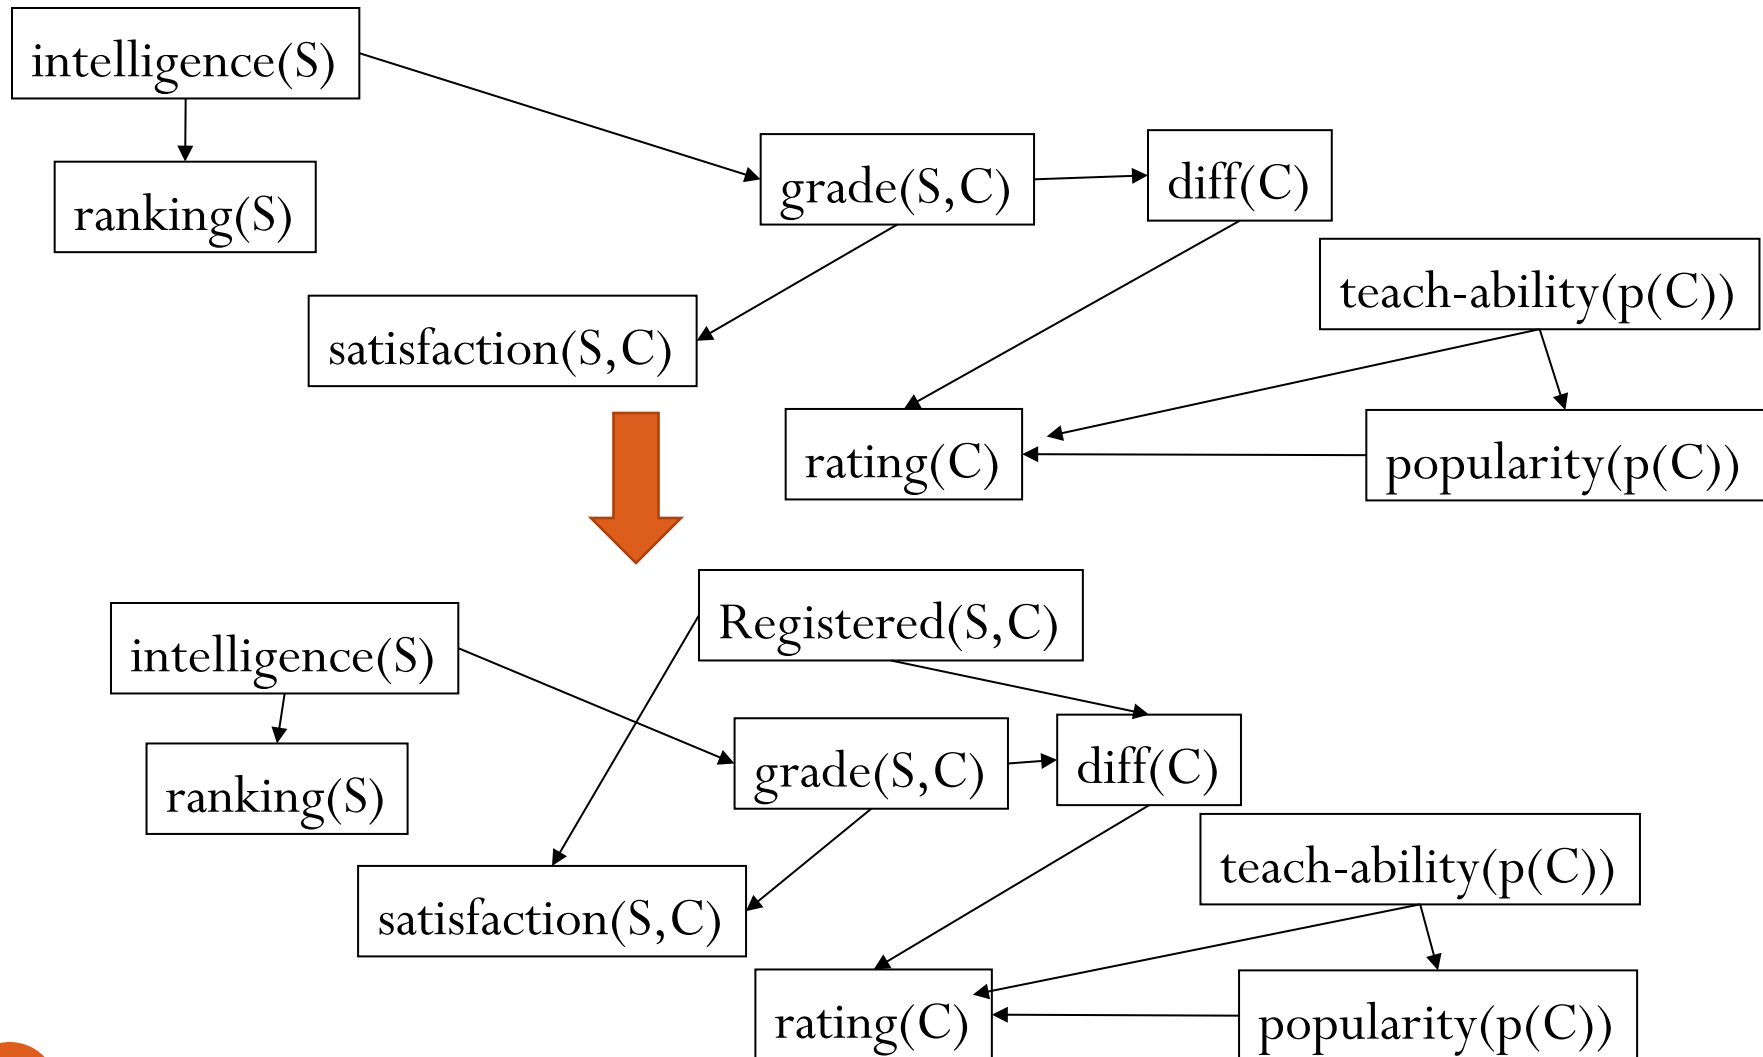 intelligence(S)
ranking(S)
grade(S,C)
diff(C)
teach-ability(p(C))
satisfaction(S,C)
rating(C)
popularity(p(C))
Registered(S,C)
intelligence(S)
ranking(S)
grade(S,C)
diff(C)
teach-ability(p(C))
satisfaction(S,C)
rating(C)
popularity(p(C))